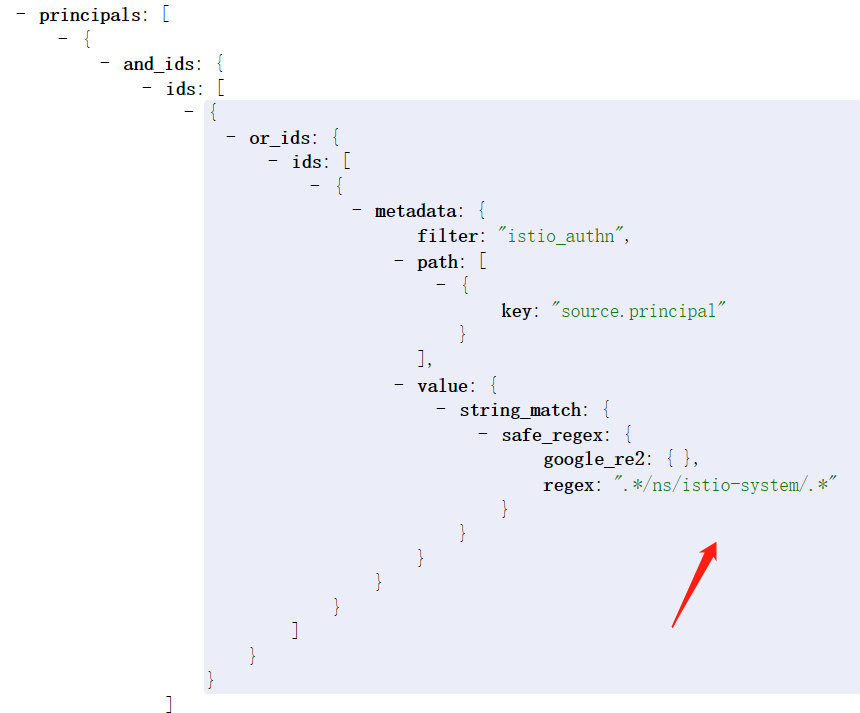 - principals: [
- {
- and_ids: {
- ids: [
- {
- or_ids: {
- ids: [
- {
- metadata: {
filter: "istio_authn",
- path: [
- {
key: "source.principal"
}
],
- value: {
- string_match: {
- safe_regex: {
google_re2: { },
regex: ".*/ns/istio-system/.*"
}
}
}
}
}
]
}
}
]